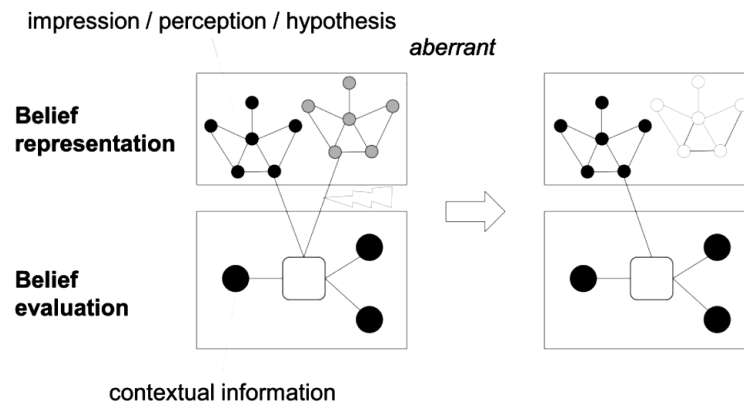 impression / perception / hypothesis
aberrant
Belief
representation
Belief
evaluation
contextual information